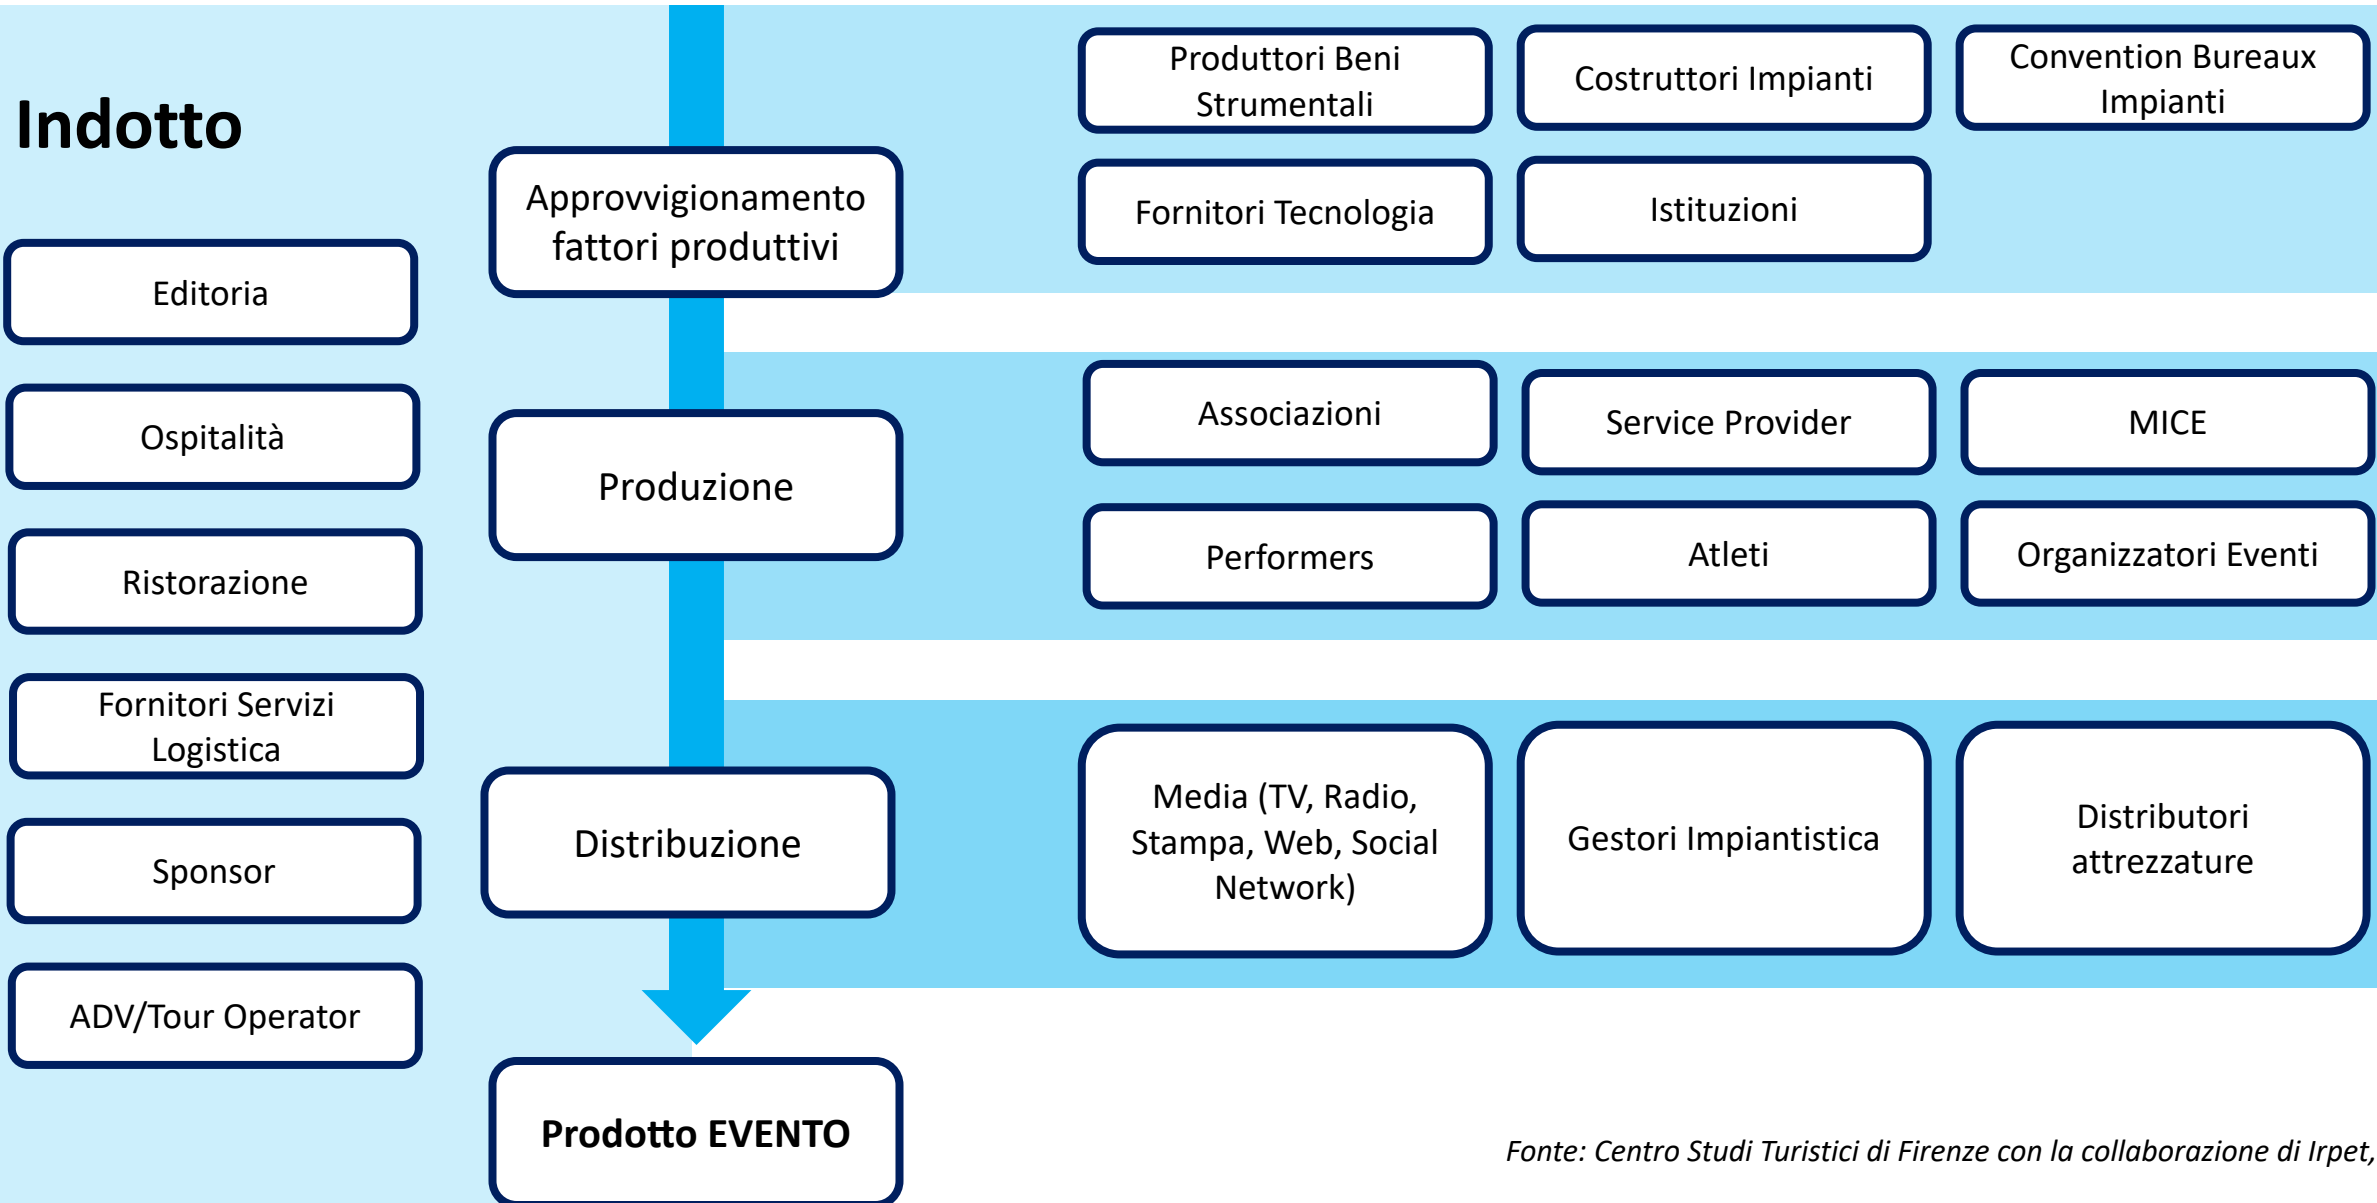 Indotto
Editoria
Ospitalità
Ristorazione
Fornitori Servizi
Logistica
Sponsor
ADV/Tour Operator
Approvvigionamento
fattori produttivi
Produttori Beni
Strumentali
Costruttori Impianti
Convention Bureaux
Impianti
Fornitori Tecnologia
Istituzioni
Produzione
Associazioni
Service Provider
MICE
Performers
Atleti
Organizzatori Eventi
Distribuzione
Media (TV, Radio,
Stampa, Web, Social
Network)
Gestori Impiantistica
Distributori
attrezzature
Prodotto EVENTO
Fonte: Centro Studi Turistici di Firenze con la collaborazione di Irpet,